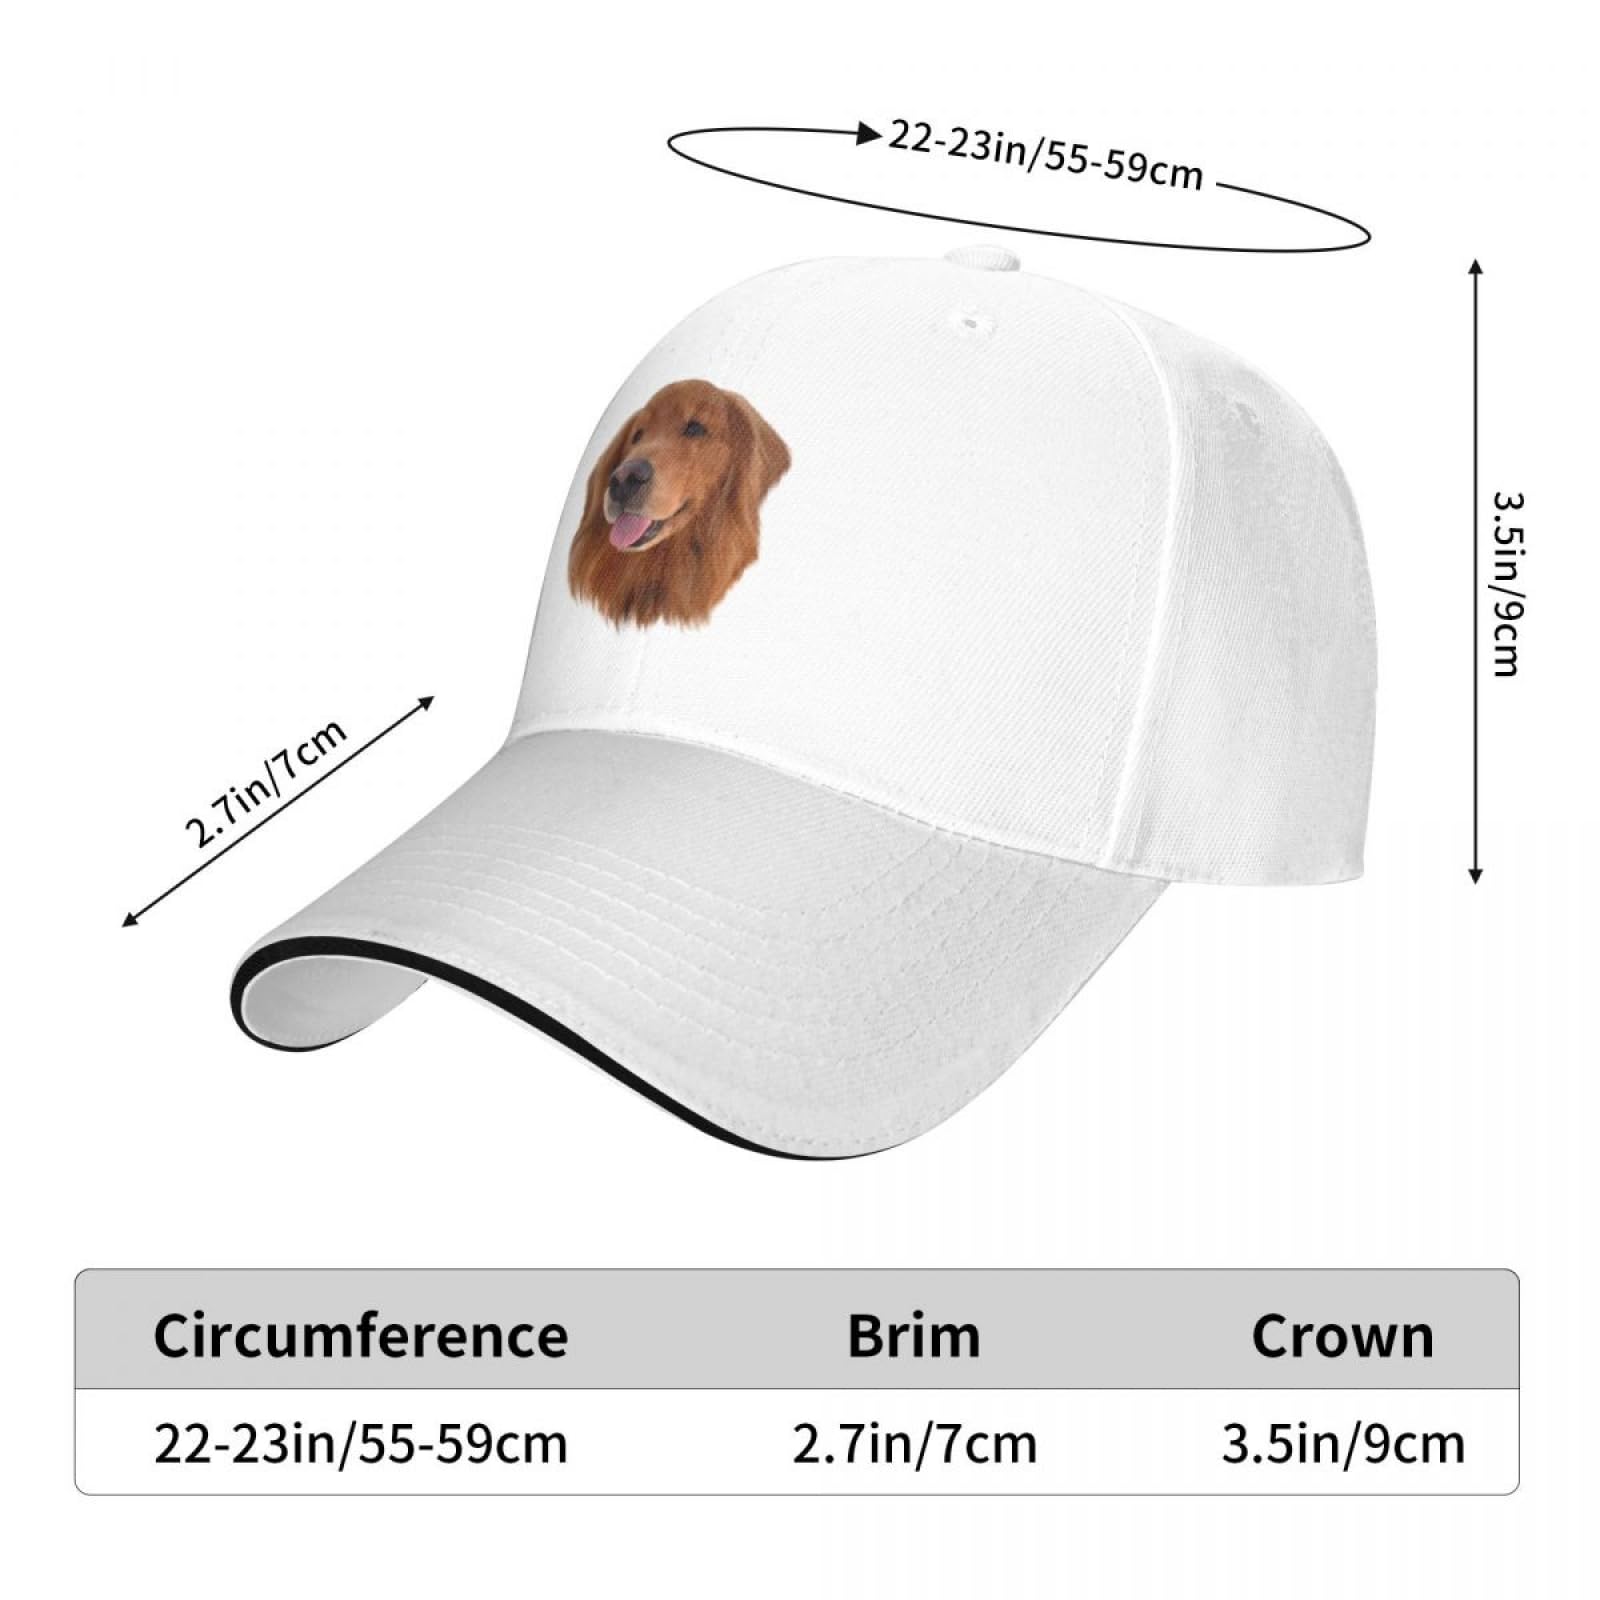 22-23in/55-59cm
3.5in/9cm
2.7in/7cm
Circumference Brim Crown
22-23in/55-59cm 2.7in/7cm 3.5in/9cm